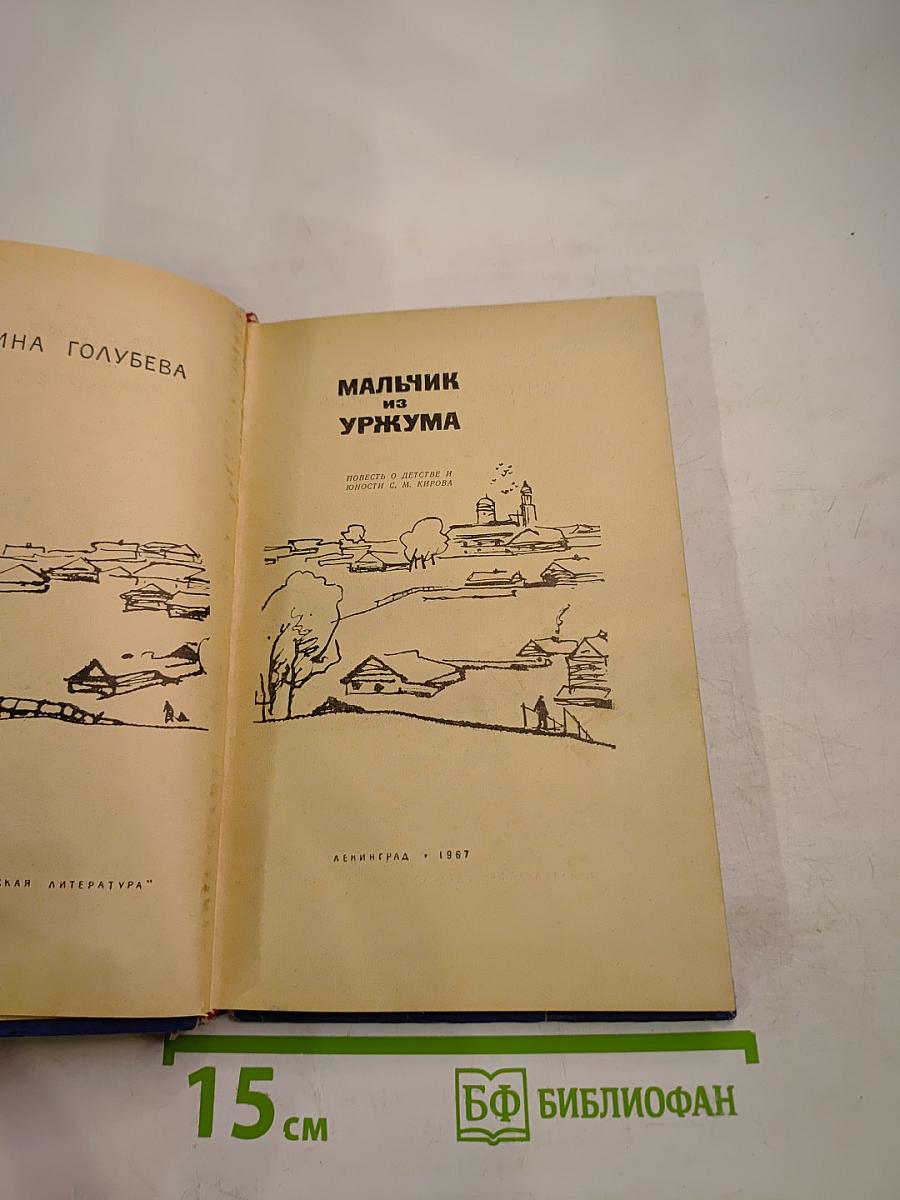 ИНА ГОЛУБЕВА
СКАЯ ЛИТЕРАТУРА"
МАЛЬЧИК
ИЗ
УРЖУМА
ПОВЕСТЬ О ДЕТСТВЕ И
ЮНОСТИ С. М. КИРОВА
ЛЕНИНГРАД • 1967
15 см
БФ БИБЛИОФАН